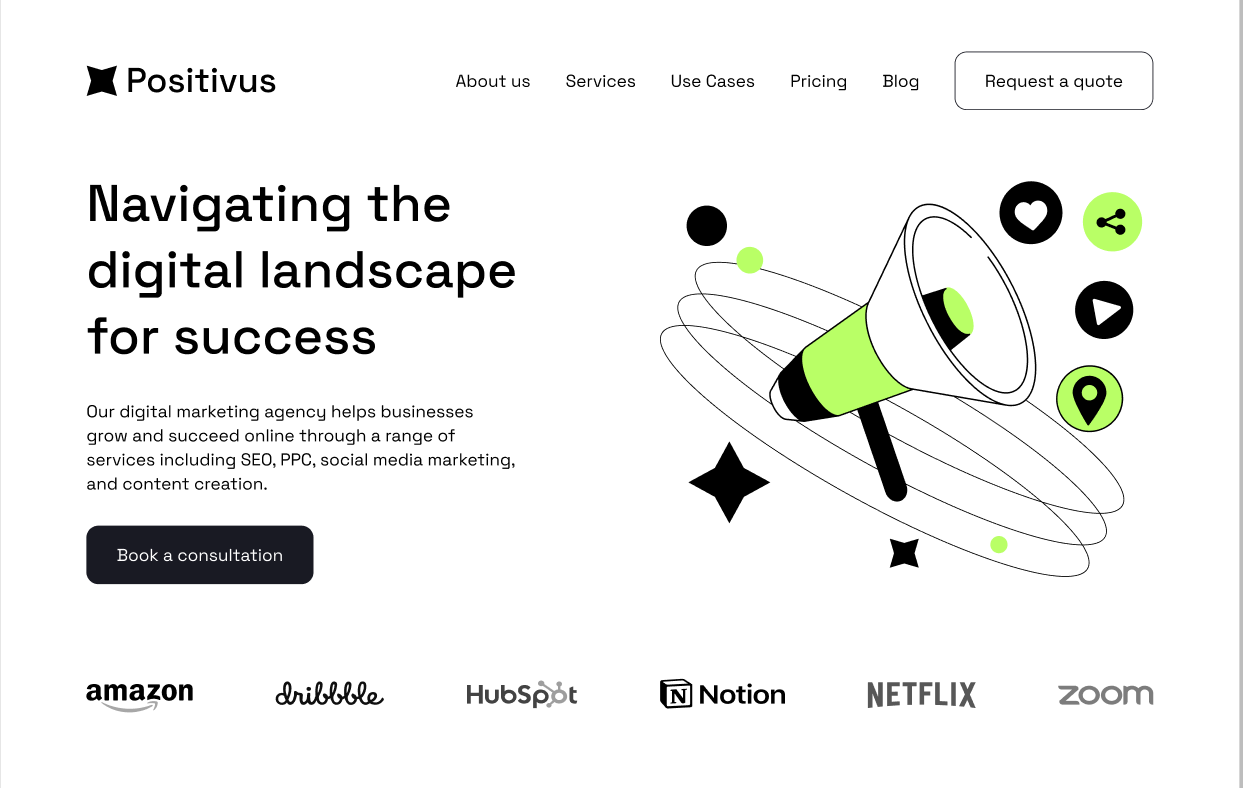 Positivus
About us
Services
Use Cases
Pricing
Blog
Request a quote
Navigating the
digital landscape
for success
Our digital marketing agency helps businesses
grow and succeed online through a range of
services including SEO, PPC, social media marketing,
and content creation.
Book a consultation
amazon
dribbble
HubSpot
N Notion
NETFLIX
zoom